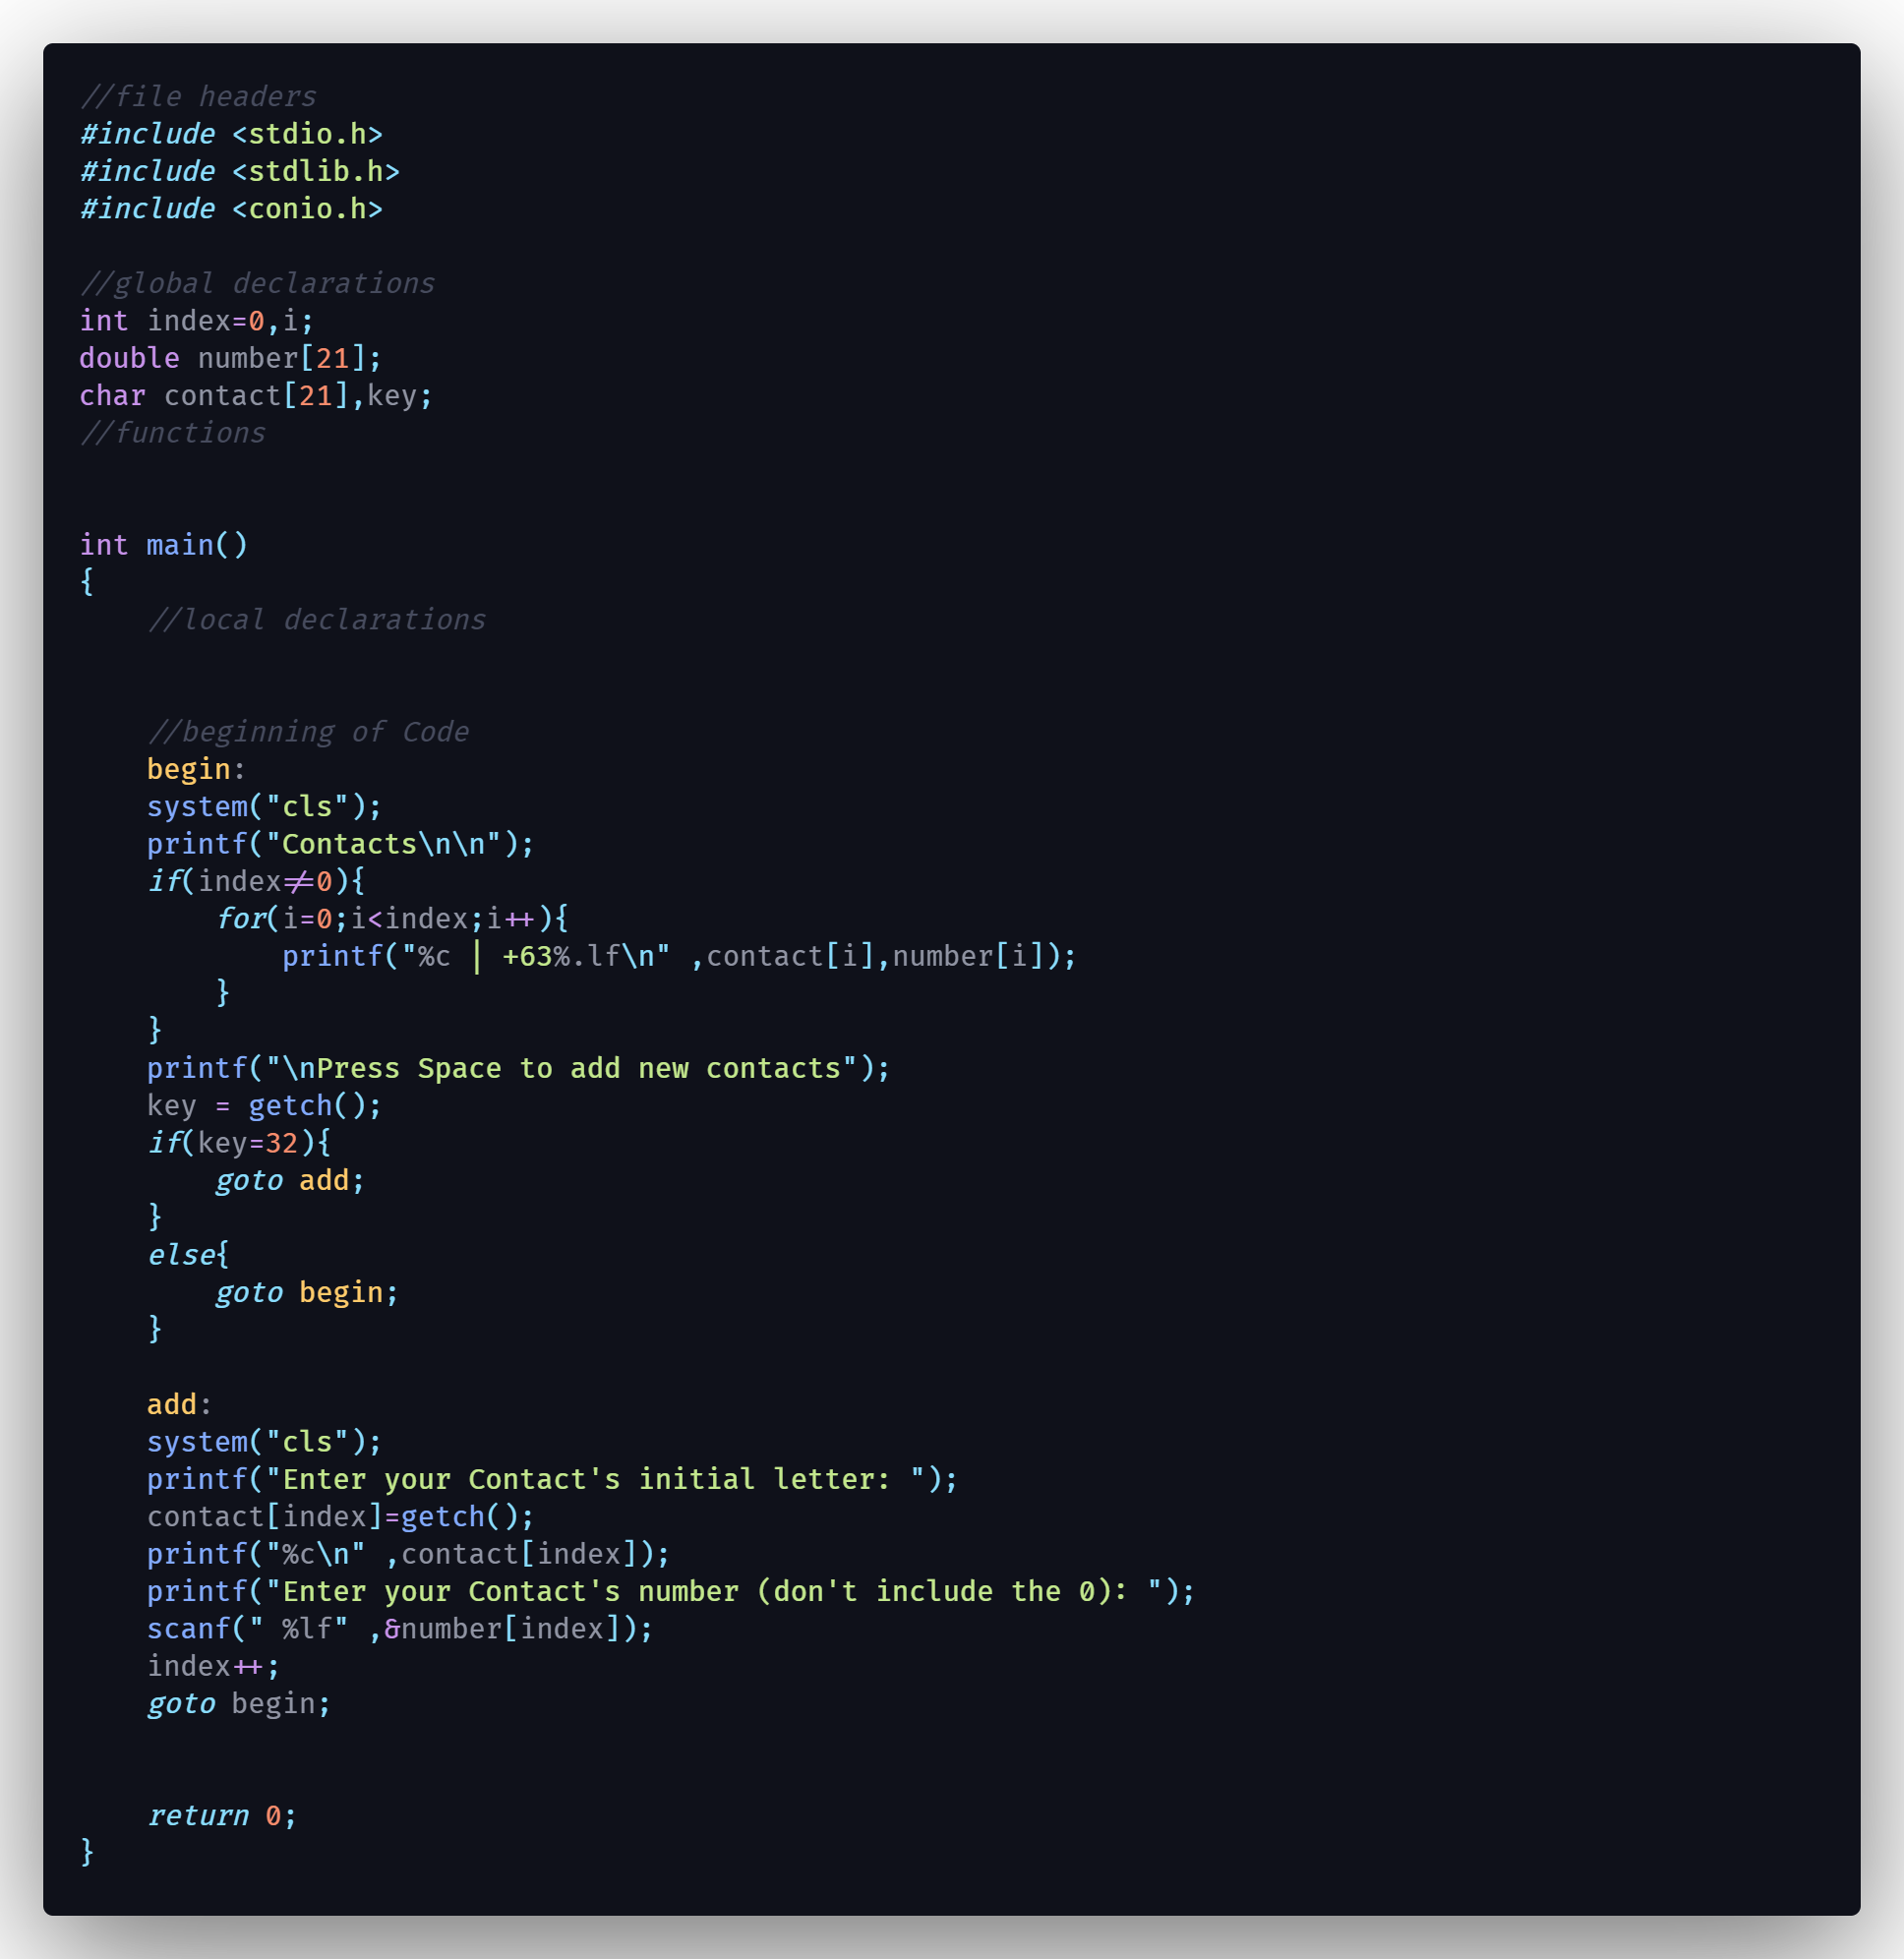 //file headers
#include <stdio.h>
#include <stdlib.h>
#include <conio.h>
//global declarations
int index=0,i;
double number[21];
char contact[21],key;
//functions
int main()
{
//local declarations
//beginning of Code
begin:
system("cls");
printf("Contacts\n\n");
if(index!=0){
for(i=0;i<index;i++){
printf("%c | +63%.lf\n" ,contact[i],number[i]);
}
}
printf("\nPress Space to add new contacts");
key = getch();
if(key=32){
goto add;
}
else{
goto begin;
}
add:
system("cls");
printf("Enter your Contact's initial letter: ");
contact[index]=getch();
printf("%c\n" ,contact[index]);
printf("Enter your Contact's number (don't include the 0): ");
scanf(" %lf" ,&number[index]);
index++;
goto begin;
return 0;
}